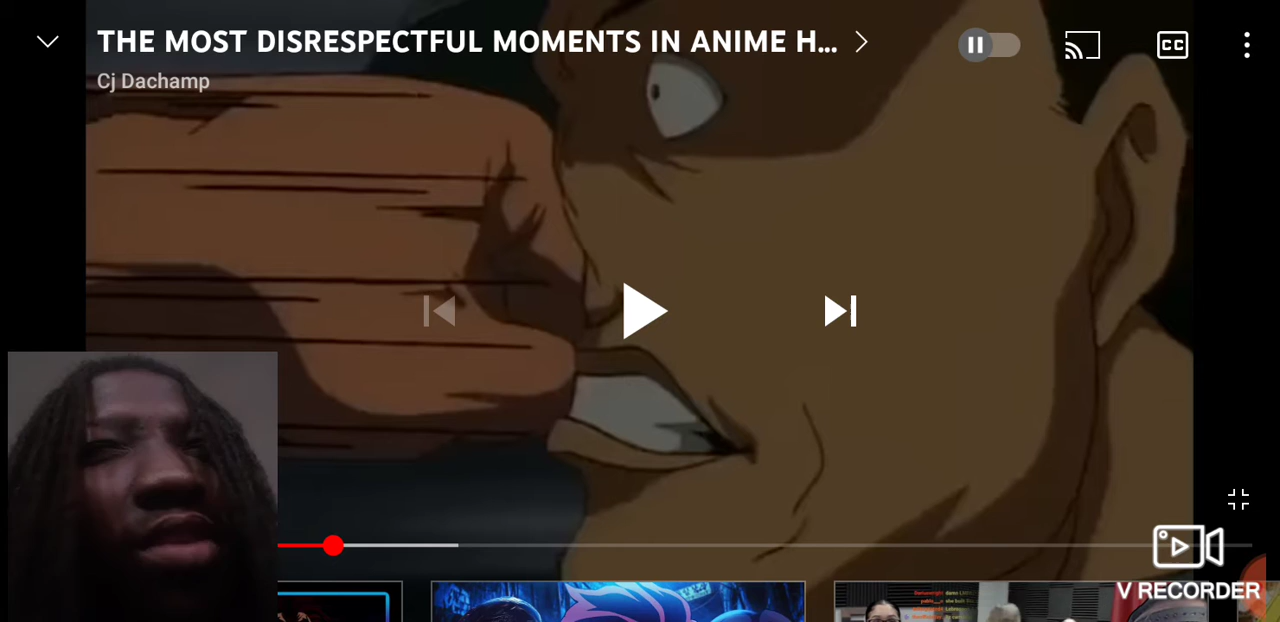 THE MOST DISRESPECTFUL MOMENTS IN ANIME H...
Cj Dachamp
CC
V RECORDER